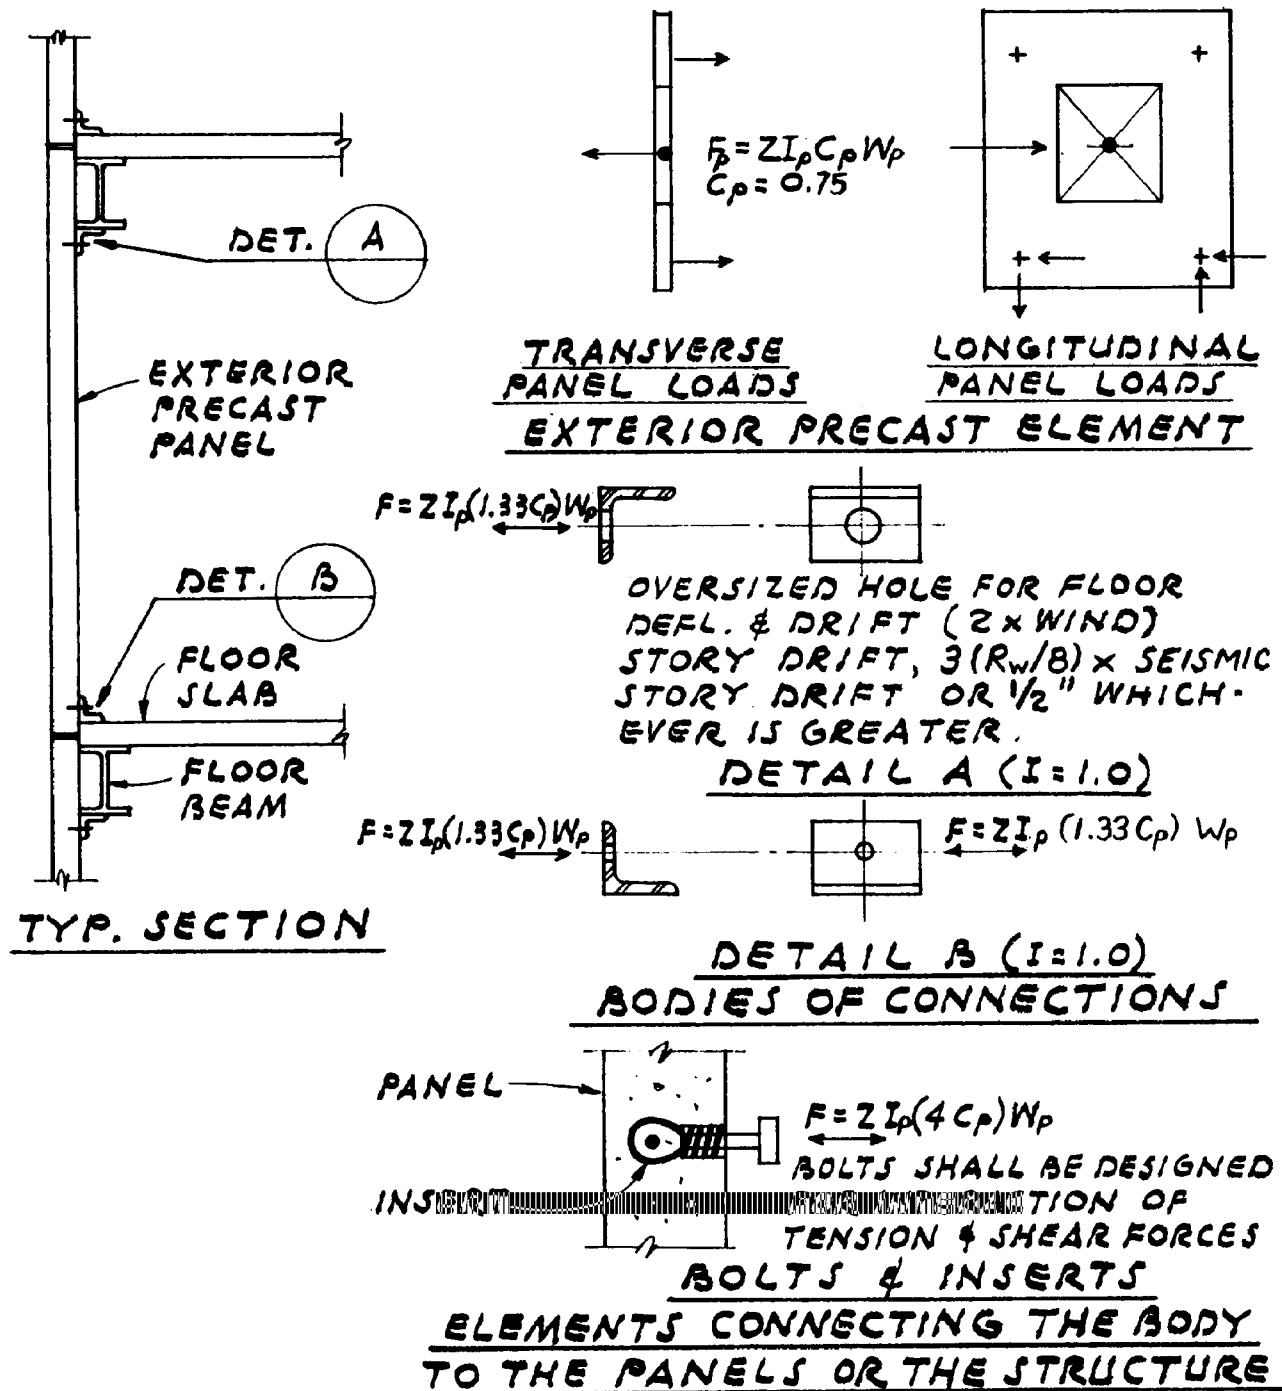 DET. A
EXTERIOR
PRECAST
PANEL
DET. B
FLOOR
SLAB
FLOOR
BEAM
TYP. SECTION
Fp = ZIpCpWp
Cp = 0.75
TRANSVERSE
PANEL LOADS
LONGITUDINAL
PANEL LOADS
EXTERIOR PRECAST ELEMENT
F = ZIp(1.33Cp)Wp
OVERSIZED HOLE FOR FLOOR
DEFL. & DRIFT (2 x WIND)
STORY DRIFT, 3(Rw/8) x SEISMIC
STORY DRIFT OR 1/2" WHICH-
EVER IS GREATER.
DETAIL A (I=1.0)
F = ZIp(1.33Cp)Wp
F = ZIp(1.33Cp) Wp
DETAIL B (I=1.0)
BODIES OF CONNECTIONS
PANEL
F = ZIp(4Cp)Wp
BOLTS SHALL BE DESIGNED
TION OF
TENSION & SHEAR FORCES
BOLTS & INSERTS
ELEMENTS CONNECTING THE BODY
TO THE PANELS OR THE STRUCTURE